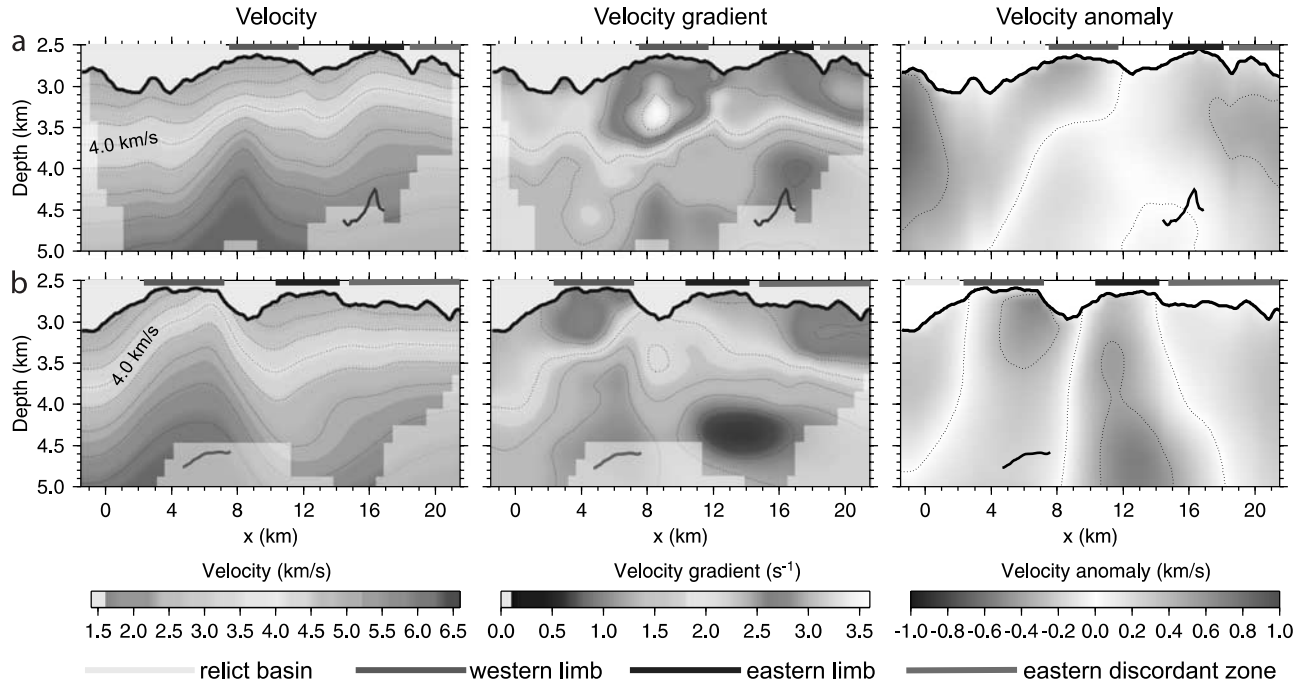 Velocity Velocity gradient Velocity anomaly
a
2.5
3.0
3.5
4.0
4.5
5.0
Depth (km)
4.0 km/s
b
2.5
3.0
3.5
4.0
4.5
5.0
Depth (km)
4.0 km/s
0 4 8 12 16 20 0 4 8 12 16 20 0 4 8 12 16 20
x (km) x (km) x (km)
Velocity (km/s) Velocity gradient (s⁻¹) Velocity anomaly (km/s)
1.5 2.0 2.5 3.0 3.5 4.0 4.5 5.0 5.5 6.0 6.5 0.0 0.5 1.0 1.5 2.0 2.5 3.0 3.5 -1.0 -0.8 -0.6 -0.4 -0.2 0.0 0.2 0.4 0.6 0.8 1.0
relict basin western limb eastern limb eastern discordant zone